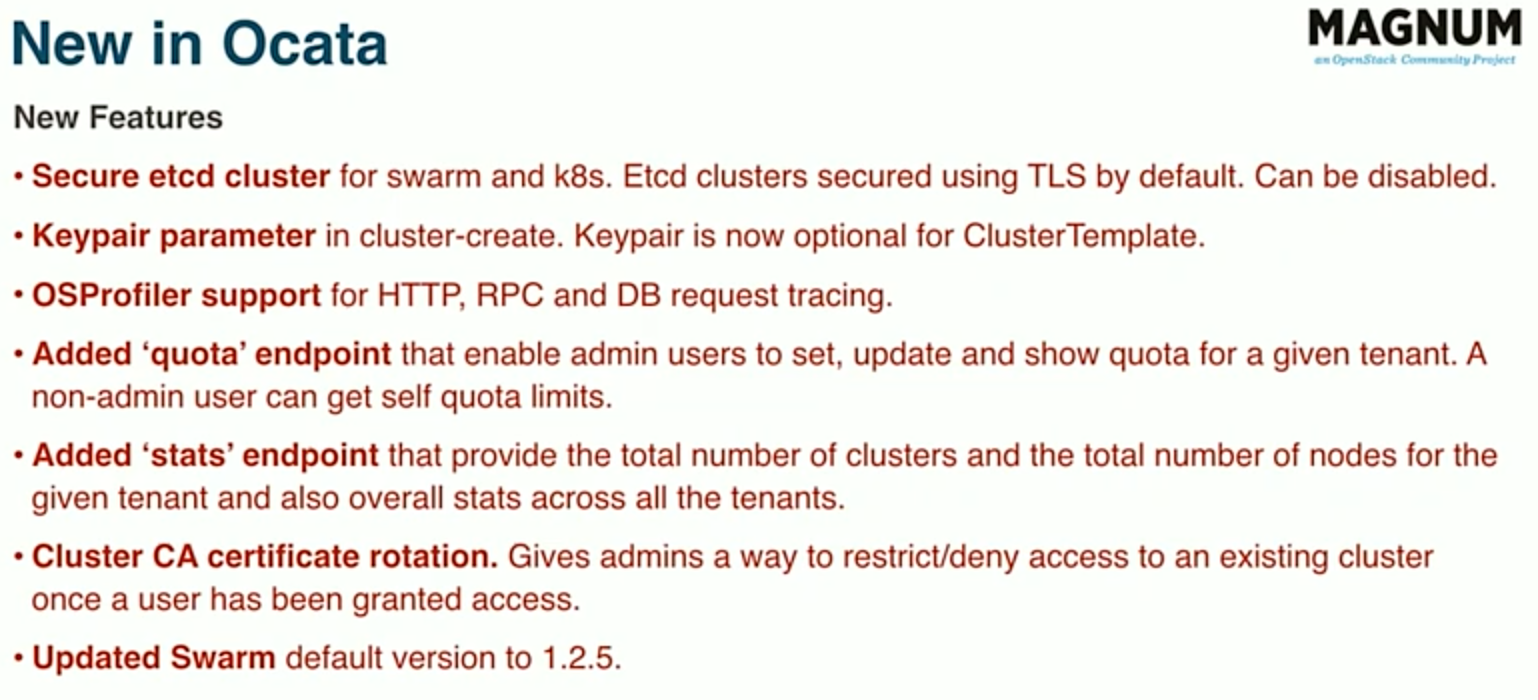 New in Ocata
MAGNUM
an OpenStack Community Project
New Features
• Secure etcd cluster for swarm and k8s. Etcd clusters secured using TLS by default. Can be disabled.
• Keypair parameter in cluster-create. Keypair is now optional for ClusterTemplate.
• OSProfiler support for HTTP, RPC and DB request tracing.
• Added ‘quota’ endpoint that enable admin users to set, update and show quota for a given tenant. A
non-admin user can get self quota limits.
• Added ‘stats’ endpoint that provide the total number of clusters and the total number of nodes for the
given tenant and also overall stats across all the tenants.
• Cluster CA certificate rotation. Gives admins a way to restrict/deny access to an existing cluster
once a user has been granted access.
• Updated Swarm default version to 1.2.5.